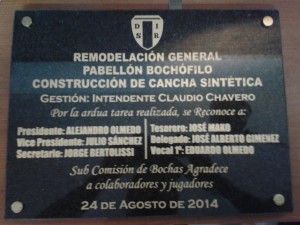 D S
I R
REMODELACIÓN GENERAL
PABELLÓN BOCHÓFILO
CONSTRUCCIÓN DE CANCHA SINTÉTICA
GESTIÓN: INTENDENTE CLAUDIO CHAVERO
Por la ardua tarea realizada, se Reconoce a:
Presidente: ALEJANDRO OLMEDO
Vice Presidente: JULIO SÁNCHEZ
Secretario: JORGE BERTOLISSI
Tesorero: JOSÉ MAKO
Delegado: JOSÉ ALBERTO GIMENEZ
Vocal 1º: EDUARDO OLMEDO
Sub Comisión de Bochas Agradece
a colaboradores y jugadores
24 DE AGOSTO DE 2014